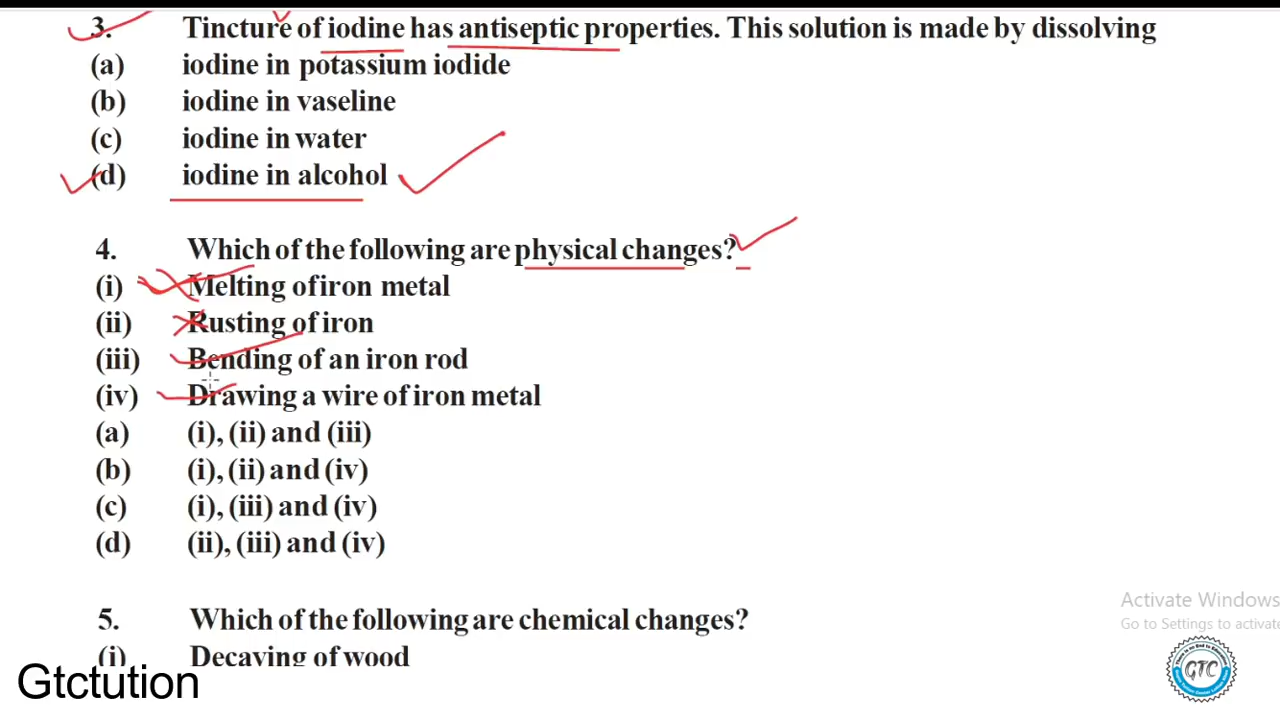 3. Tincture of iodine has antiseptic properties. This solution is made by dissolving
(a) iodine in potassium iodide
(b) iodine in vaseline
(c) iodine in water
(d) iodine in alcohol
4. Which of the following are physical changes?
(i) Melting of iron metal
(ii) Rusting of iron
(iii) Bending of an iron rod
(iv) Drawing a wire of iron metal
(a) (i), (ii) and (iii)
(b) (i), (ii) and (iv)
(c) (i), (iii) and (iv)
(d) (ii), (iii) and (iv)
5. Which of the following are chemical changes?
(i) Decaying of wood
Activate Windows
Go to Settings to activate
GTC
Gtctution